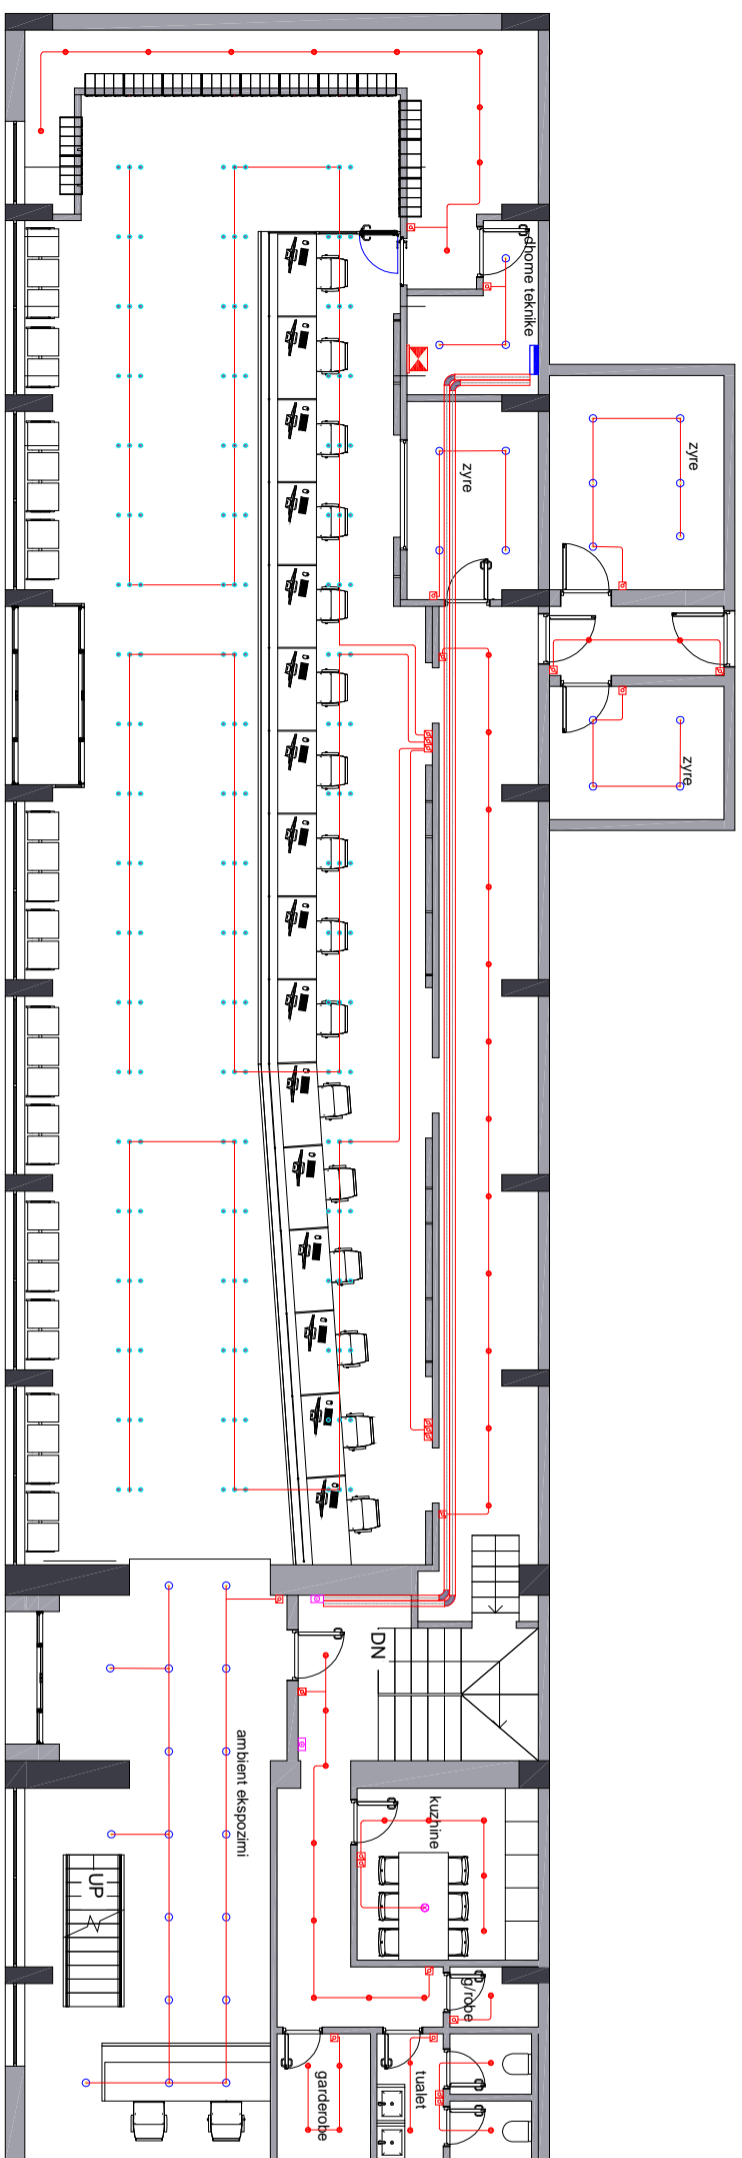 dhome teknike
zyre
zyre
zyre
DN
ambient ekspozimi
kuzhine
UP
g/robe
tualet
garderobe